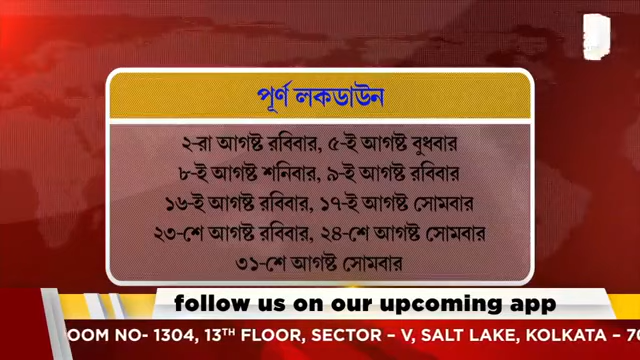 পূর্ণ লকডাউন
২-রা আগষ্ট রবিবার, ৫-ই আগষ্ট বুধবার
৮-ই আগষ্ট শনিবার, ৯-ই আগষ্ট রবিবার
১৬-ই আগষ্ট রবিবার, ১৭-ই আগষ্ট সোমবার
২৩-শে আগষ্ট রবিবার, ২৪-শে আগষ্ট সোমবার
৩১-শে আগষ্ট সোমবার
follow us on our upcoming app
OOM NO- 1304, 13TH FLOOR, SECTOR – V, SALT LAKE, KOLKATA – 70